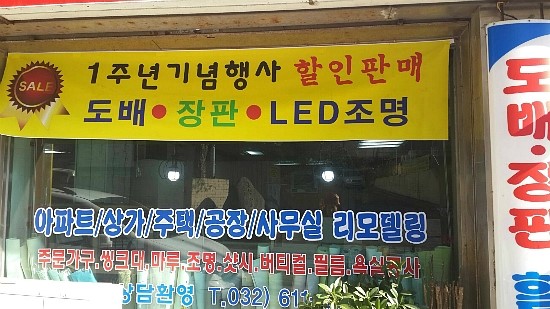 SALE
1주년기념행사 할인판매
도배•장판•LED조명
아파트/상가/주택/공장/사무실 리모델링
주문가구.씽크대.마루.조명.샷시.버티컬.필름.욕실공사
상담환영 T.032) 61
도배·장판